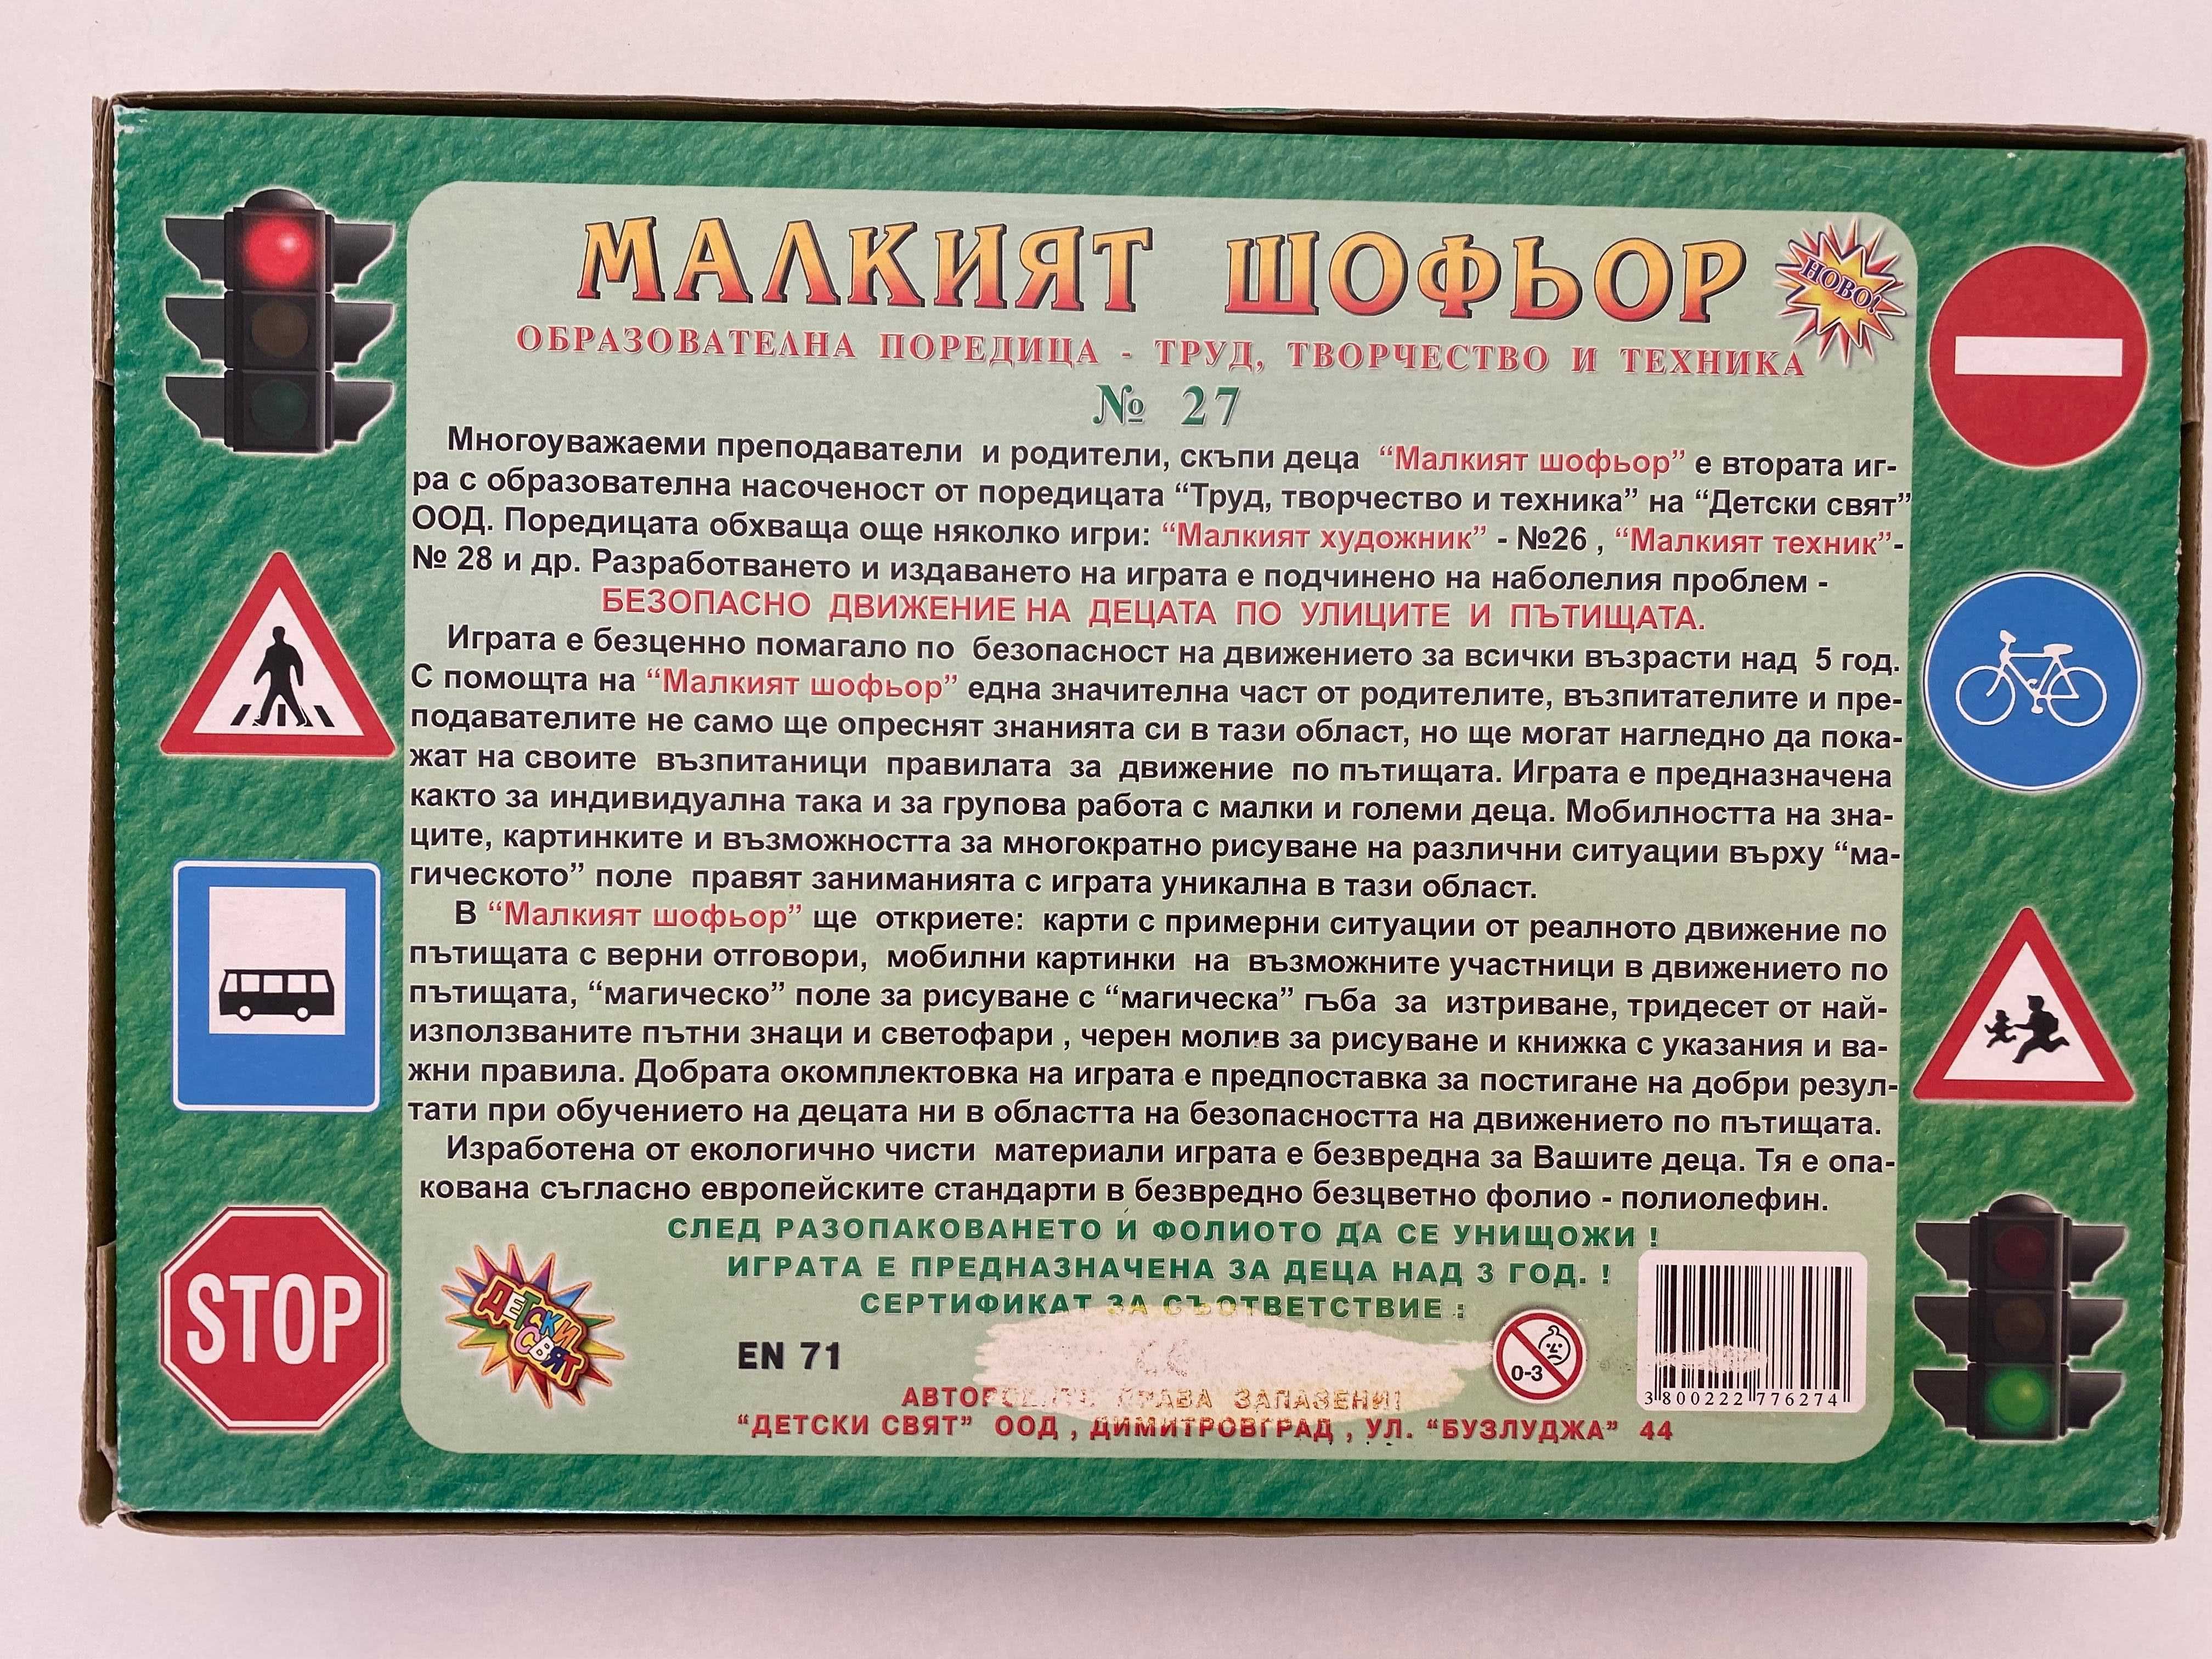 МАЛКИЯТ ШОФЬОР
НОВО!
ОБРАЗОВАТЕЛНА ПОРЕДИЦА - ТРУД, ТВОРЧЕСТВО И ТЕХНИКА
№ 27
Многоуважаеми преподаватели и родители, скъпи деца “Малкият шофьор” е втората иг-
ра с образователна насоченост от поредицата “Труд, творчество и техника” на “Детски свят”
ООД. Поредицата обхваща още няколко игри: “Малкият художник” - №26 , “Малкият техник”-
№ 28 и др. Разработването и издаването на играта е подчинено на наболелия проблем -
БЕЗОПАСНО ДВИЖЕНИЕ НА ДЕЦАТА ПО УЛИЦИТЕ И ПЪТИЩАТА.
Играта е безценно помагало по безопасност на движението за всички възрасти над 5 год.
С помощта на “Малкият шофьор” една значителна част от родителите, възпитателите и пре-
подавателите не само ще опреснят знанията си в тази област, но ще могат нагледно да пока-
жат на своите възпитаници правилата за движение по пътищата. Играта е предназначена
както за индивидуална така и за групова работа с малки и големи деца. Мобилността на зна-
ците, картинките и възможността за многократно рисуване на различни ситуации върху “ма-
гическото” поле правят заниманията с играта уникална в тази област.
В “Малкият шофьор” ще откриете: карти с примерни ситуации от реалното движение по
пътищата с верни отговори, мобилни картинки на възможните участници в движението по
пътищата, “магическо” поле за рисуване с “магическа” гъба за изтриване, тридесет от най-
използваните пътни знаци и светофари , черен молив за рисуване и книжка с указания и ва-
жни правила. Добрата окомплектовка на играта е предпоставка за постигане на добри резул-
тати при обучението на децата ни в областта на безопасността на движението по пътищата.
Изработена от екологично чисти материали играта е безвредна за Вашите деца. Тя е опа-
кована съгласно европейските стандарти в безвредно безцветно фолио - полиолефин.
СЛЕД РАЗОПАКОВАНЕТО И ФОЛИОТО ДА СЕ УНИЩОЖИ !
ИГРАТА Е ПРЕДНАЗНАЧЕНА ЗА ДЕЦА НАД 3 ГОД. !
СЕРТИФИКАТ ЗА СЪОТВЕТСТВИЕ :
STOP
ДЕТСКИ СВЯТ
EN 71
0-3
3 800222 776274
ПРАВА ЗАПАЗЕНИ!
“ДЕТСКИ СВЯТ” ООД , ДИМИТРОВГРАД , УЛ. “БУЗЛУДЖА” 44